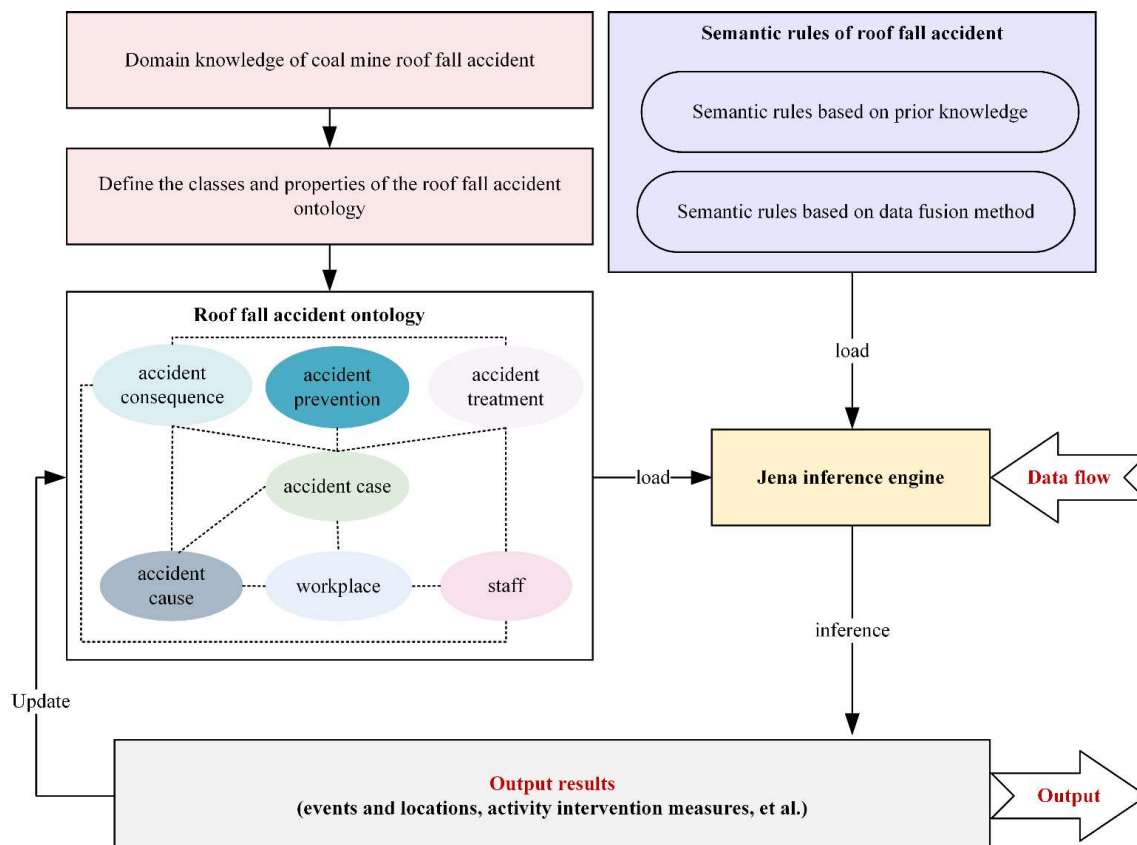 Domain knowledge of coal mine roof fall accident
Define the classes and properties of the roof fall accident
ontology
Semantic rules of roof fall accident
Semantic rules based on prior knowledge
Semantic rules based on data fusion method
Roof fall accident ontology
accident
consequence
accident
prevention
accident
treatment
accident case
accident
cause
workplace
staff
load
load
Jena inference engine
Data flow
inference
Update
Output results
(events and locations, activity intervention measures, et al.)
Output